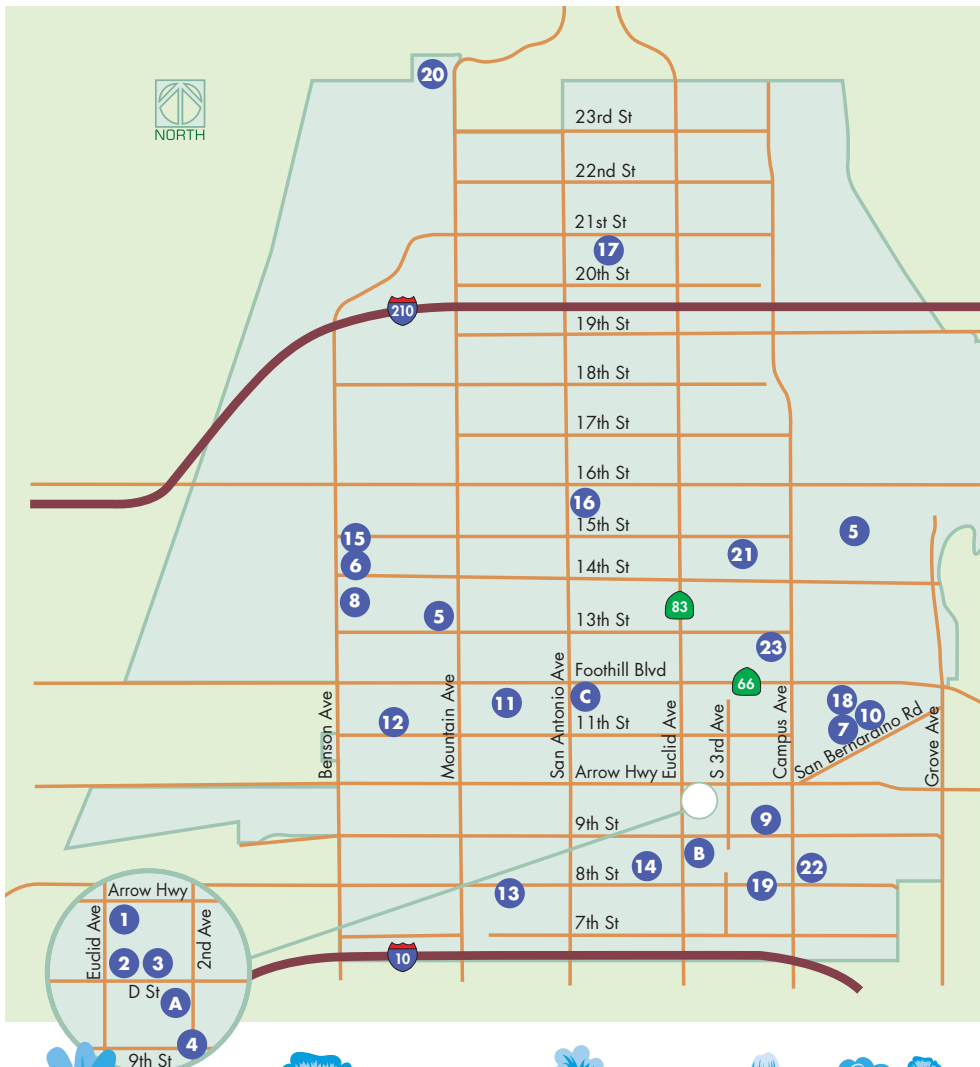 20
NORTH
23rd St
22nd St
21st St
17
20th St
210
19th St
18th St
17th St
16th St
16
15th St
15
5
21
6
14th St
8
5
83
13th St
23
Foothill Blvd
66
Benson Ave
Mountain Ave
San Antonio Ave
Euclid Ave
S 3rd Ave
Campus Ave
Grove Ave
11
C
18
10
12
11th St
7
San Bernardino Rd
Arrow Hwy
9th St
9
B
14
22
8th St
13
19
7th St
10
Arrow Hwy
Euclid Ave
2nd Ave
1
2
3
D St
A
4
9th St